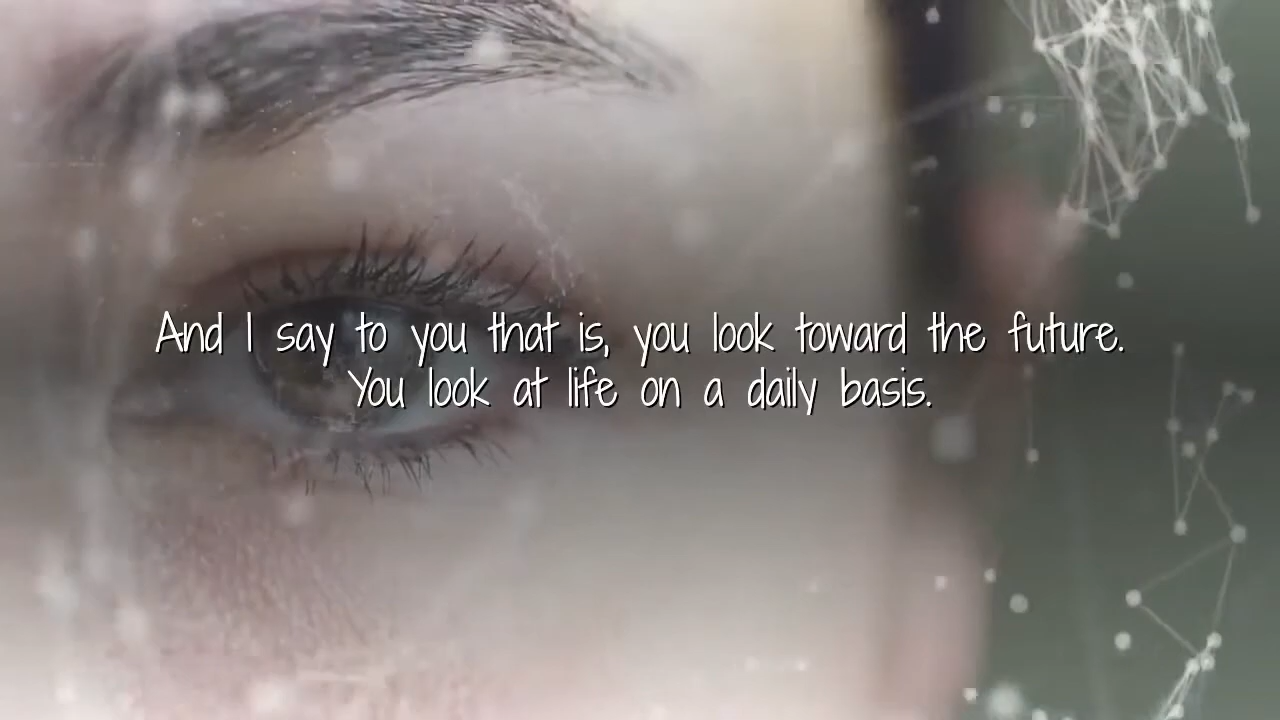 And I say to you that is, you look toward the future.
You look at life on a daily basis.